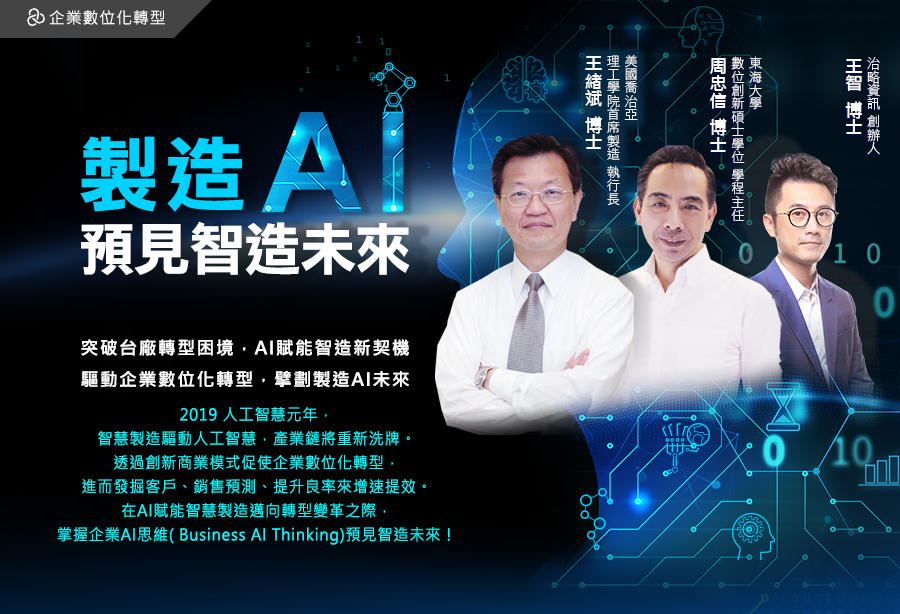 企業數位化轉型
製造AI
預見智造未來
突破台廠轉型困境，AI賦能智造新契機
驅動企業數位化轉型，擘劃製造AI未來
2019 人工智慧元年，
智慧製造驅動人工智慧，產業鏈將重新洗牌。
透過創新商業模式促使企業數位化轉型，
進而發掘客戶、銷售預測、提升良率來增速提效。
在AI賦能智慧製造邁向轉型變革之際，
掌握企業AI思維( Business AI Thinking)預見智造未來！
美國喬治亞
理工學院首席製造 執行長
王緒斌 博士
東海大學
數位創新碩士學位 學程主任
周忠信 博士
治略資訊 創辦人
王智 博士
0 1 0
0
0 10